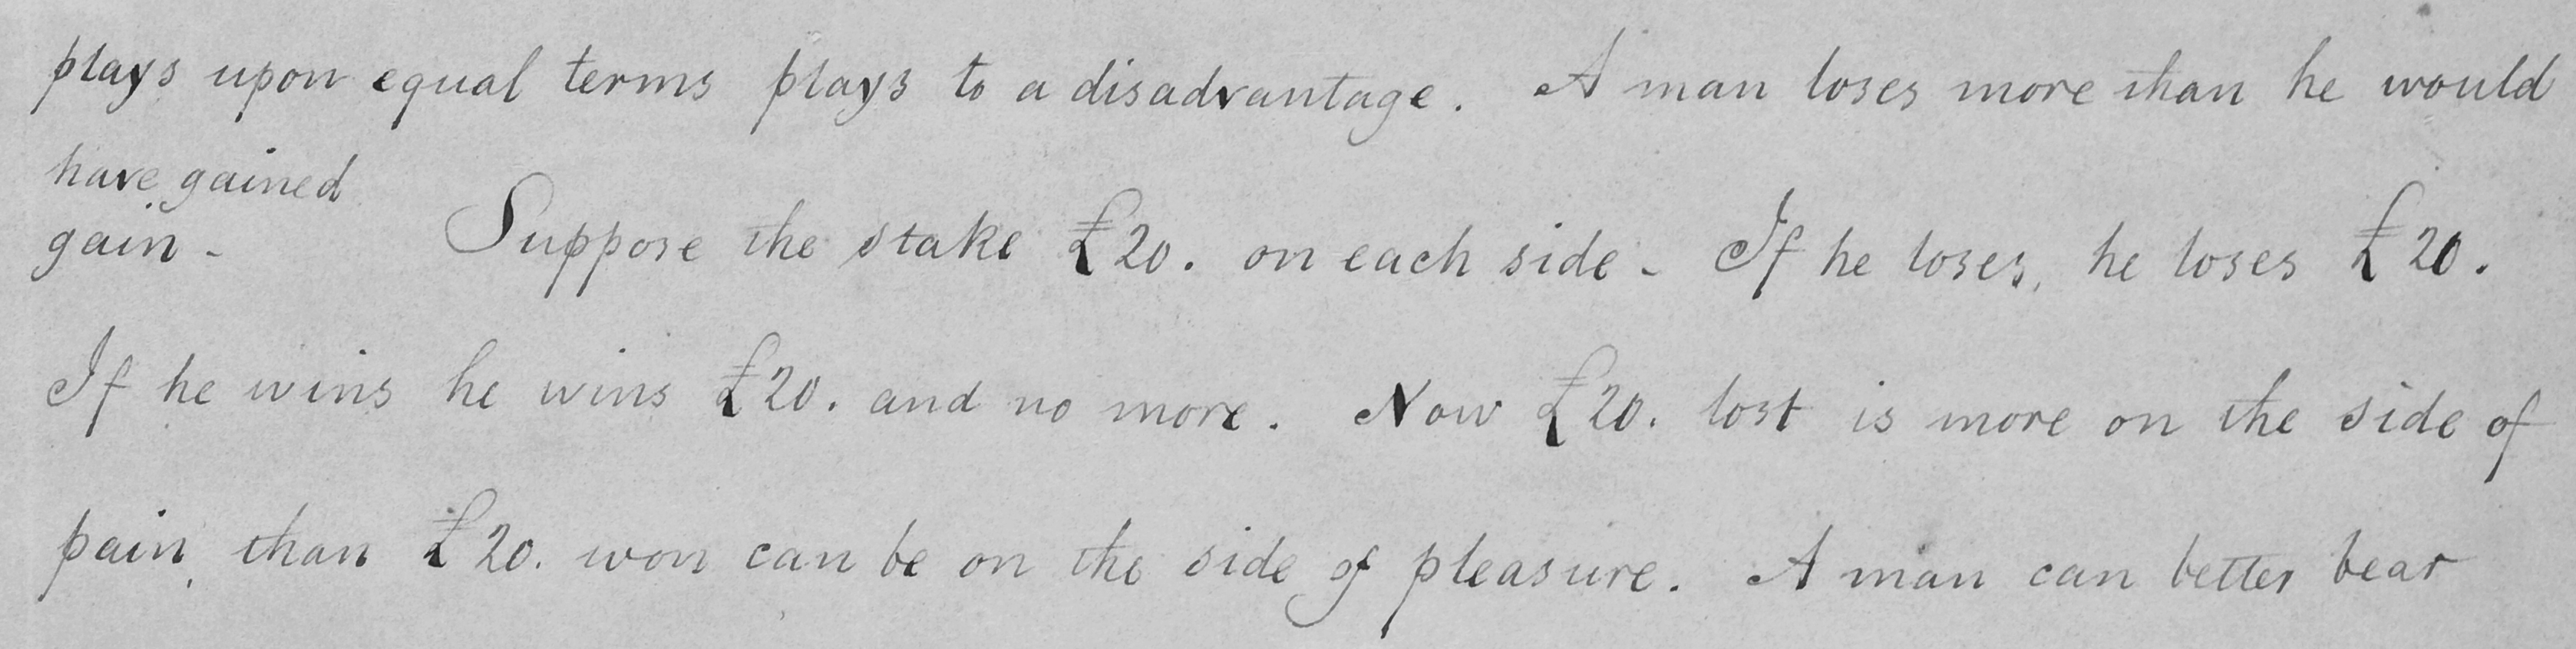 plays upon equal terms plays to a disadvantage. A man loses more than he would
have gained
gain - Suppose the stake £20. on each side - If he loses, he loses £20.
If he wins he wins £20. and no more. Now £20. lost is more on the side of
pain, than £20. won can be on the side of pleasure. A man can better bear